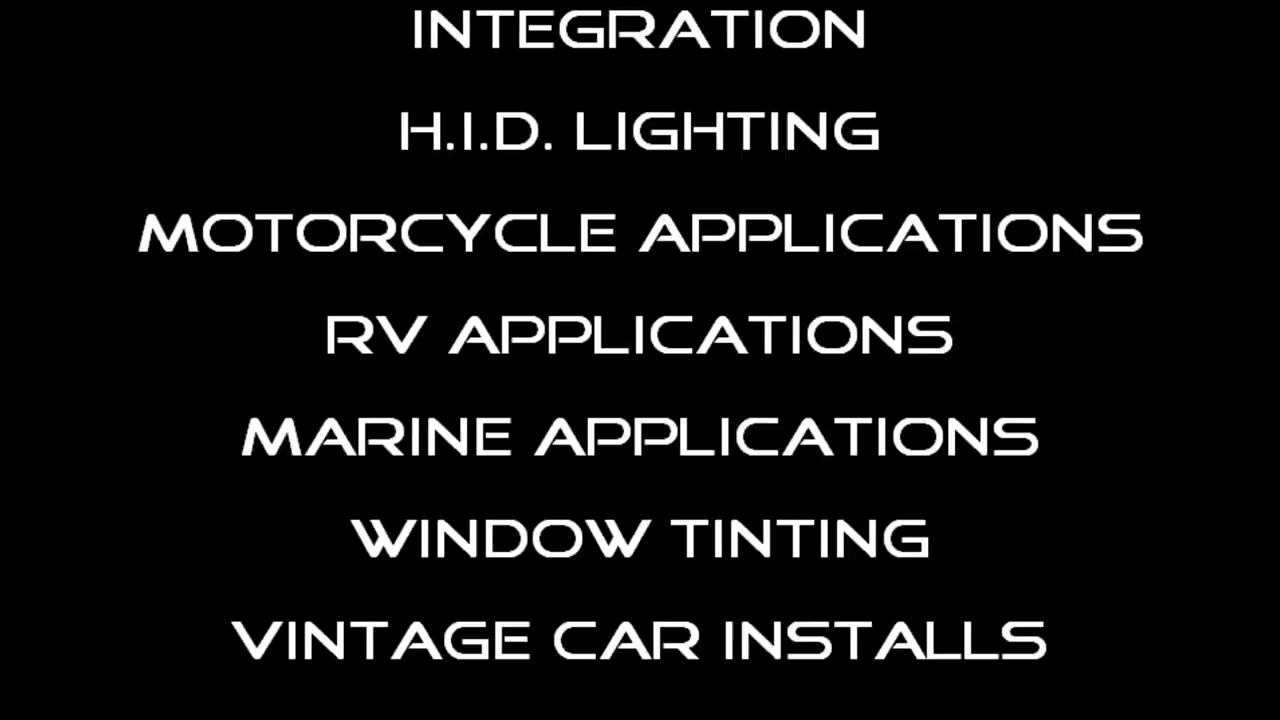 INTEGRATION
H.I.D. LIGHTING
MOTORCYCLE APPLICATIONS
RV APPLICATIONS
MARINE APPLICATIONS
WINDOW TINTING
VINTAGE CAR INSTALLS